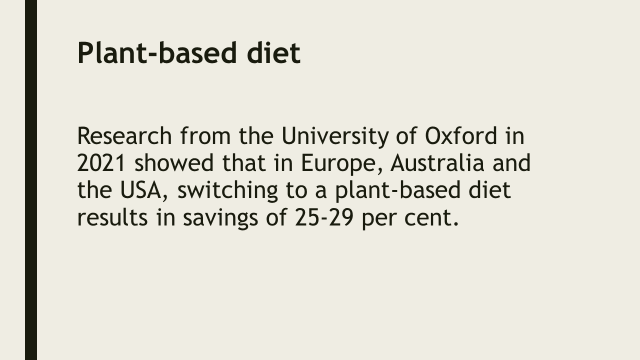 Plant-based diet
Research from the University of Oxford in
2021 showed that in Europe, Australia and
the USA, switching to a plant-based diet
results in savings of 25-29 per cent.